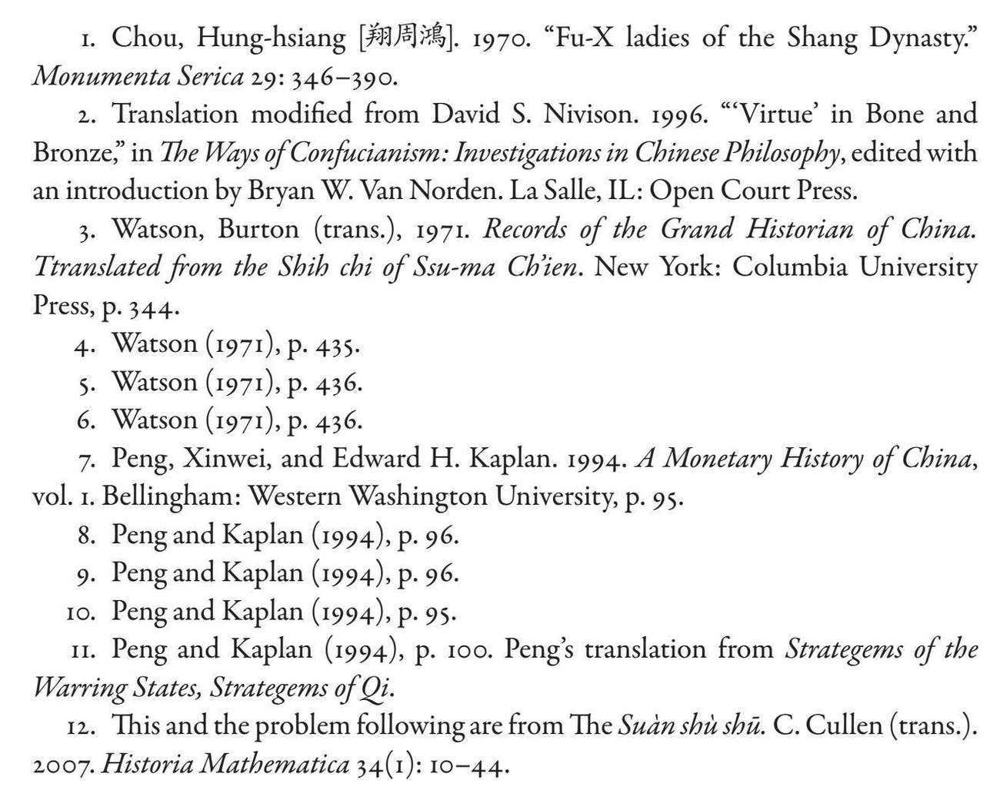 1. Chou, Hung-hsiang [翔周鴻]. 1970. “Fu-X ladies of the Shang Dynasty.”
Monumenta Serica 29: 346–390.
2. Translation modified from David S. Nivison. 1996. “‘Virtue’ in Bone and
Bronze,” in The Ways of Confucianism: Investigations in Chinese Philosophy, edited with
an introduction by Bryan W. Van Norden. La Salle, IL: Open Court Press.
3. Watson, Burton (trans.), 1971. Records of the Grand Historian of China.
Ttranslated from the Shih chi of Ssu-ma Ch’ien. New York: Columbia University
Press, p. 344.
4. Watson (1971), p. 435.
5. Watson (1971), p. 436.
6. Watson (1971), p. 436.
7. Peng, Xinwei, and Edward H. Kaplan. 1994. A Monetary History of China,
vol. 1. Bellingham: Western Washington University, p. 95.
8. Peng and Kaplan (1994), p. 96.
9. Peng and Kaplan (1994), p. 96.
10. Peng and Kaplan (1994), p. 95.
11. Peng and Kaplan (1994), p. 100. Peng’s translation from Strategems of the
Warring States, Strategems of Qi.
12. This and the problem following are from The Suàn shù shū. C. Cullen (trans.).
2007. Historia Mathematica 34(1): 10–44.